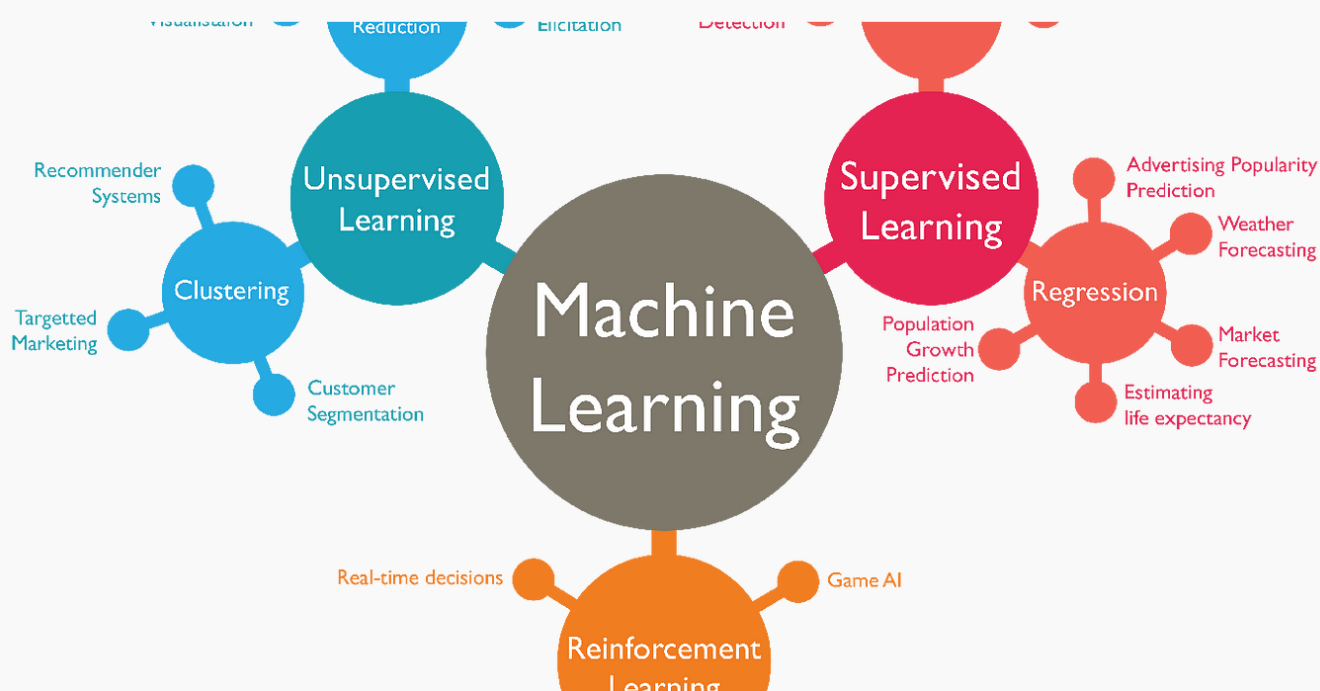 Reduction
Elicitation
Detection
Unsupervised
Learning
Supervised
Learning
Recommender
Systems
Clustering
Targetted
Marketing
Customer
Segmentation
Machine
Learning
Advertising Popularity
Prediction
Weather
Forecasting
Regression
Population
Growth
Prediction
Market
Forecasting
Estimating
life expectancy
Real-time decisions
Game AI
Reinforcement
Learning